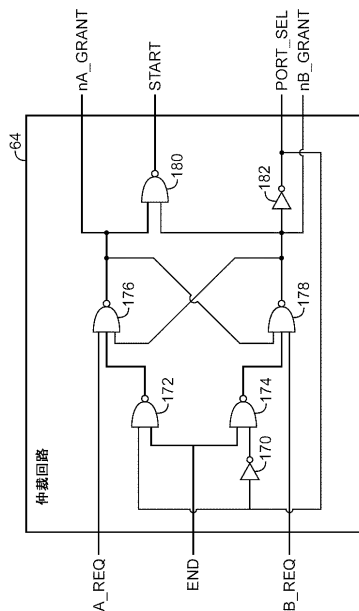 64
仲裁回路
A_REQ
END
B_REQ
170
172
174
176
178
180
182
nA_GRANT
START
PORT_SEL
nB_GRANT